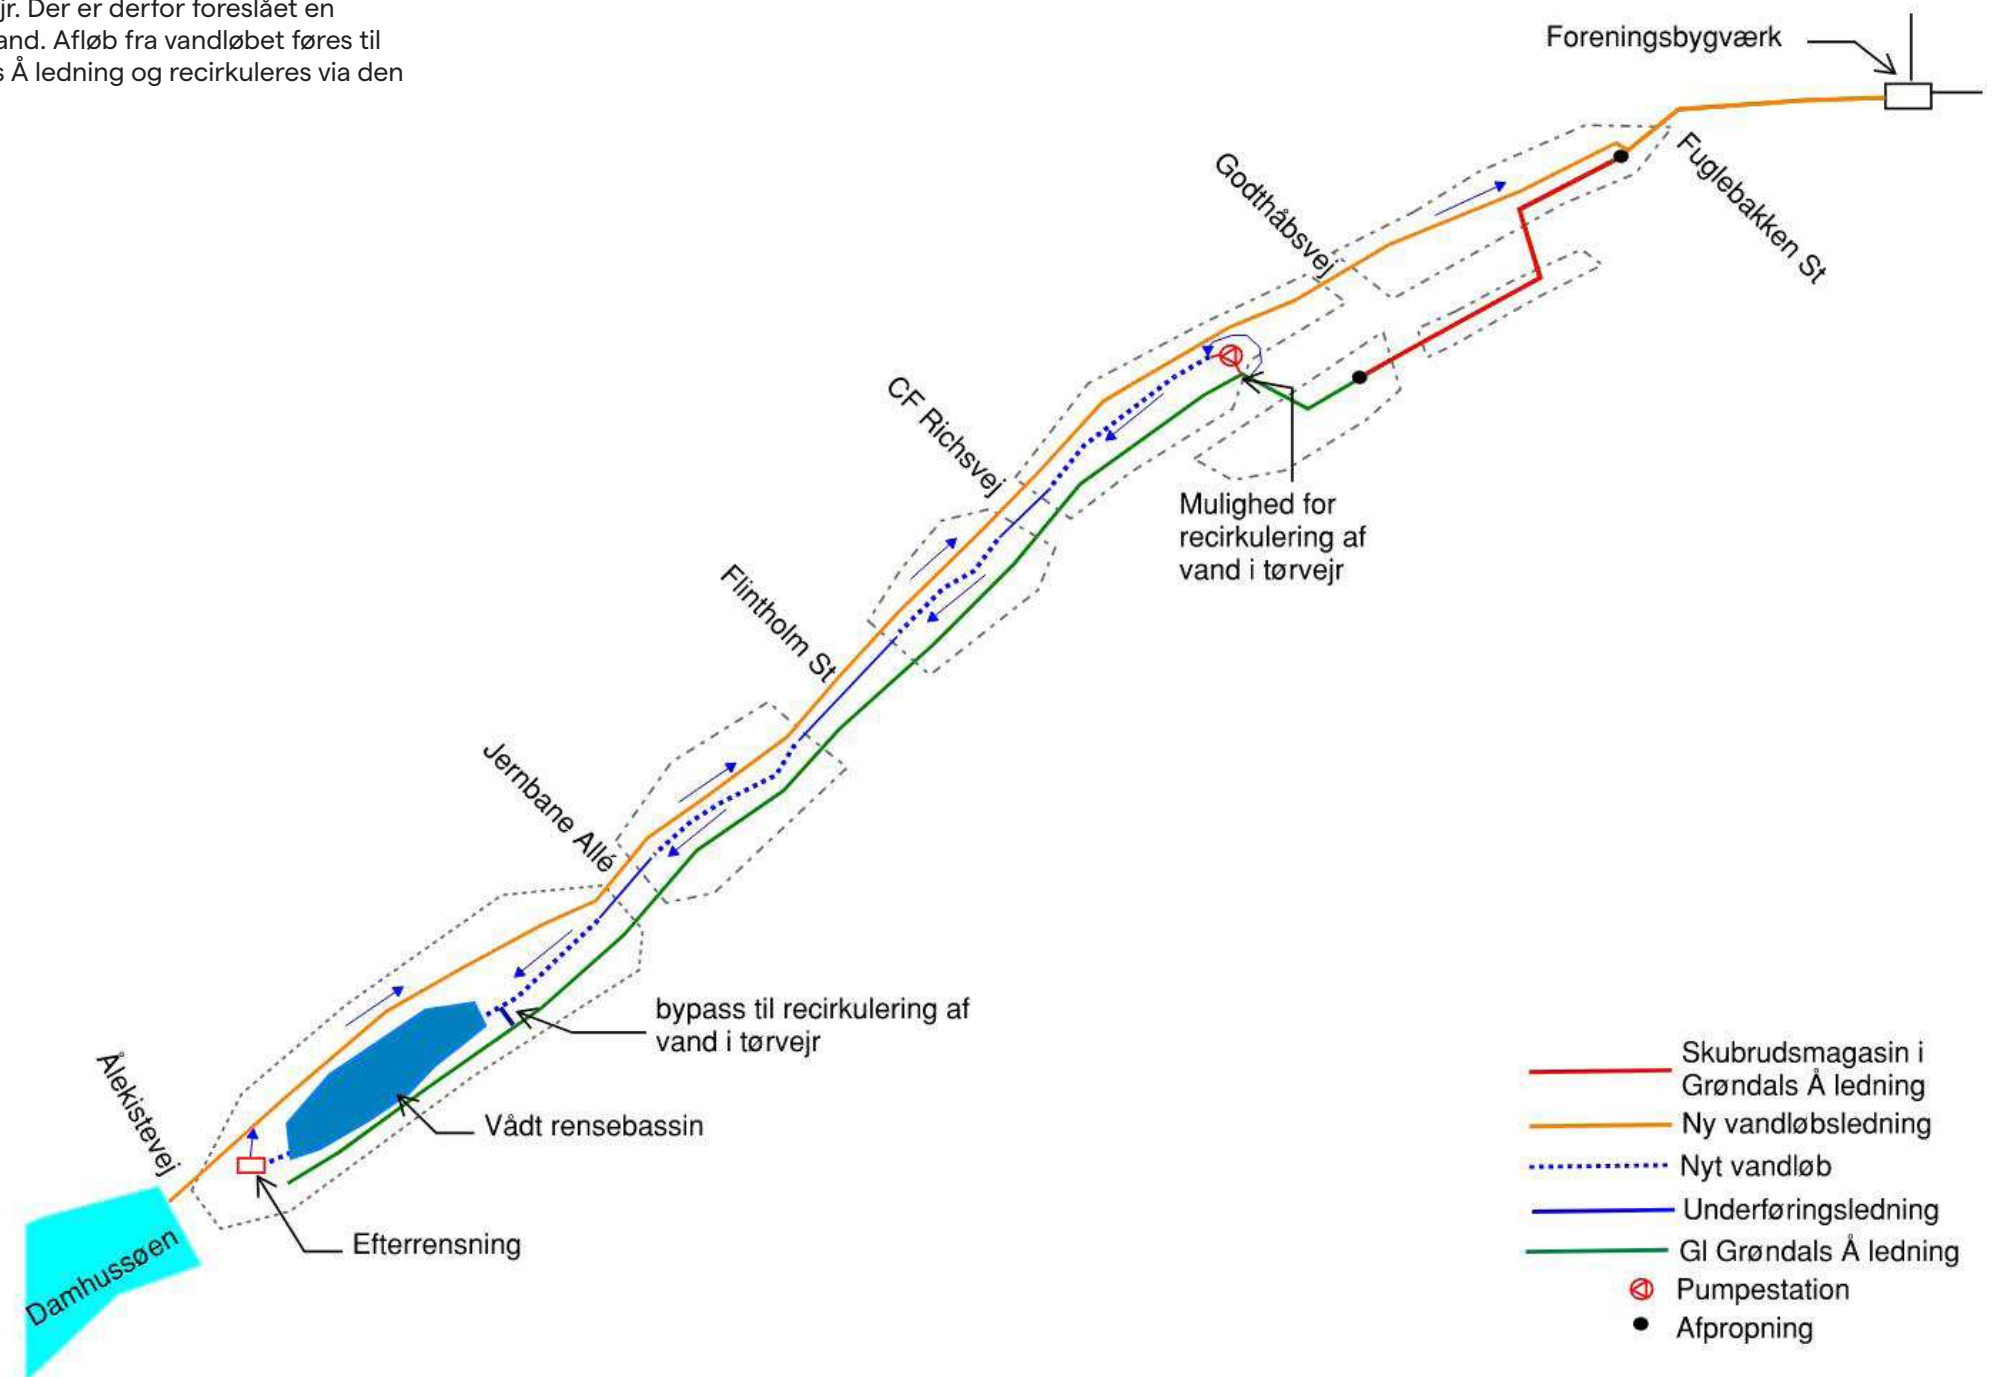 jr. Der er derfor foreslået en
and. Afløb fra vandløbet føres til
s Å ledning og recirkuleres via den
Foreningsbygværk
Fuglebakken St
Godthåbsvej
CF Richsvej
Mulighed for
recirkulering af
vand i tørvejr
Flintholm St
Jernbane Allé
bypass til recirkulering af
vand i tørvejr
Ålekistevej
Vådt rensebassin
Efterrensning
Damhussøen
Skubrudsmagasin i
Grøndals Å ledning
Ny vandløbsledning
Nyt vandløb
Underføringsledning
Gl Grøndals Å ledning
Pumpestation
Afpropning